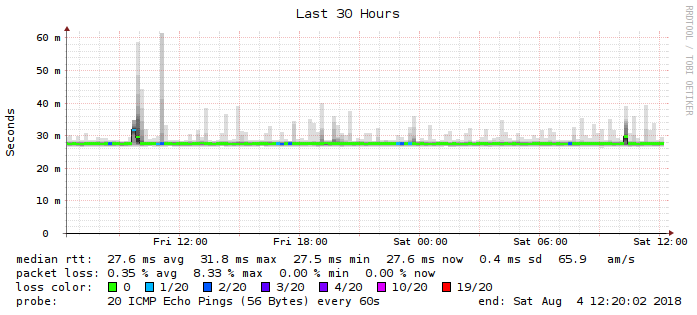 Last 30 Hours
RRDTOOL / TOBI OETIKER
Seconds
60 m
50 m
40 m
30 m
20 m
10 m
0
Fri 12:00 Fri 18:00 Sat 00:00 Sat 06:00 Sat 12:00
median rtt: 27.6 ms avg 31.8 ms max 27.5 ms min 27.6 ms now 0.4 ms sd 65.9 am/s
packet loss: 0.35 % avg 8.33 % max 0.00 % min 0.00 % now
loss color: 0 1/20 2/20 3/20 4/20 10/20 19/20
probe: 20 ICMP Echo Pings (56 Bytes) every 60s end: Sat Aug 4 12:20:02 2018